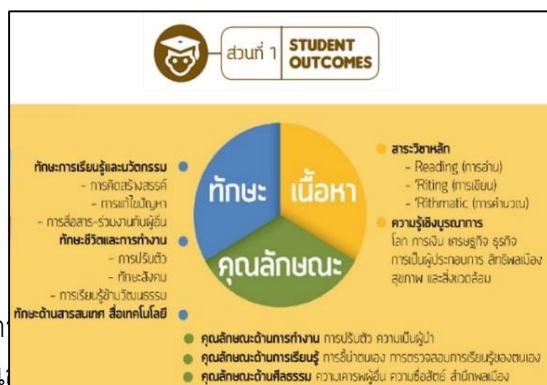 ส่วนที่ 1
STUDENT
OUTCOMES
ทักษะ
เนื้อหา
คุณลักษณะ
ทักษะการเรียนรู้และนวัตกรรม
- การคิดสร้างสรรค์
- การแก้ไขปัญหา
- การสื่อสาร-ร่วมงานกับผู้อื่น
ทักษะชีวิตและการทำงาน
- การปรับตัว
- ทักษะสังคม
- การเรียนรู้ข้ามวัฒนธรรม
ทักษะด้านสารสนเทศ สื่อเทคโนโลยี
สาระวิชาหลัก
- Reading (การอ่าน)
- 'Riting (การเขียน)
- 'Rithmatic (การคำนวณ)
ความรู้เชิงบูรณาการ
โลก การเงิน เศรษฐกิจ ธุรกิจ
การเป็นผู้ประกอบการ สิทธิพลเมือง
สุขภาพ และสิ่งแวดล้อม
คุณลักษณะด้านการทำงาน การปรับตัว ความเป็นผู้นำ
คุณลักษณะด้านการเรียนรู้ การชี้นำตนเอง การตรวจสอบการเรียนรู้ของตนเอง
คุณลักษณะด้านศีลธรรม ความเคารพผู้อื่น ความซื่อสัตย์ สำนึกพลเมือง